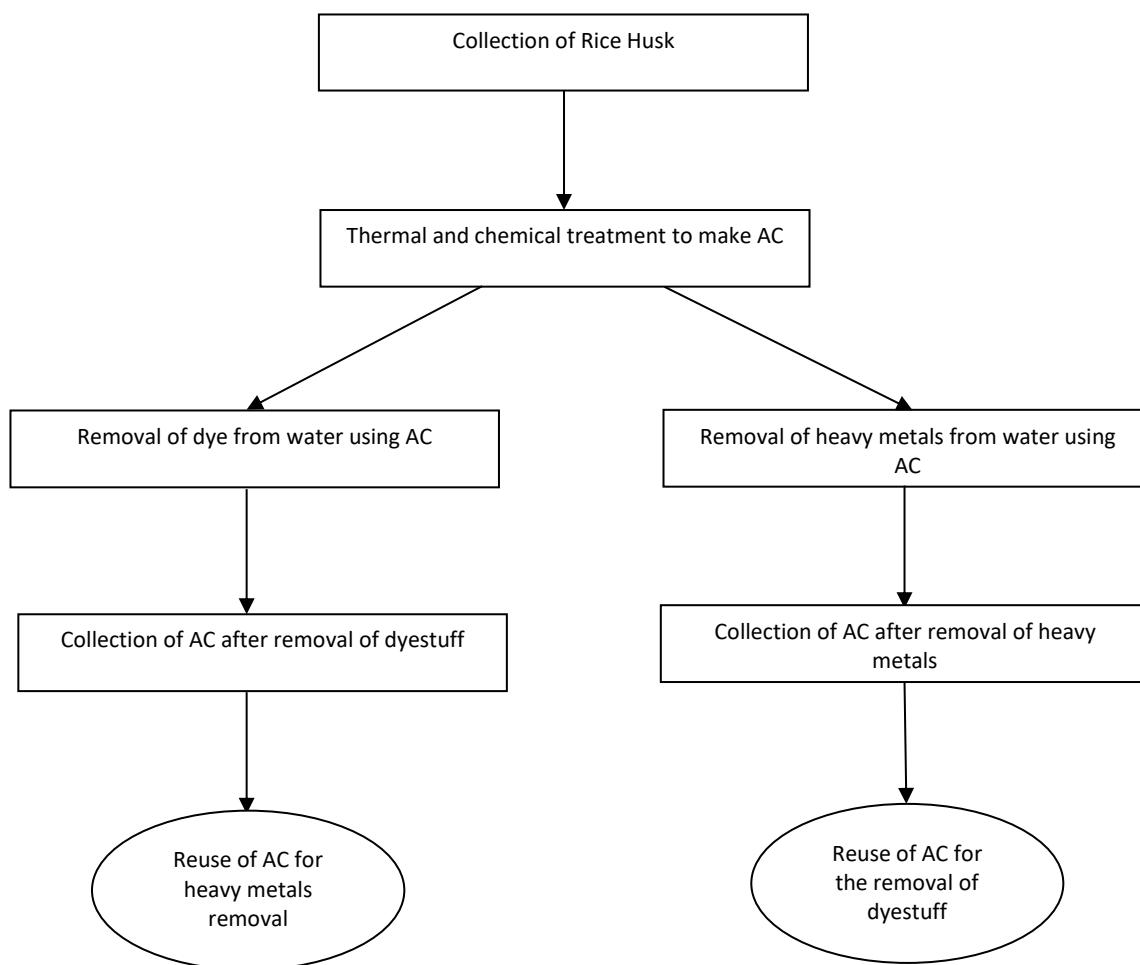 Collection of Rice Husk
Thermal and chemical treatment to make AC
Removal of dye from water using AC
Removal of heavy metals from water using
AC
Collection of AC after removal of dyestuff
Collection of AC after removal of heavy
metals
Reuse of AC for
heavy metals
removal
Reuse of AC for
the removal of
dyestuff